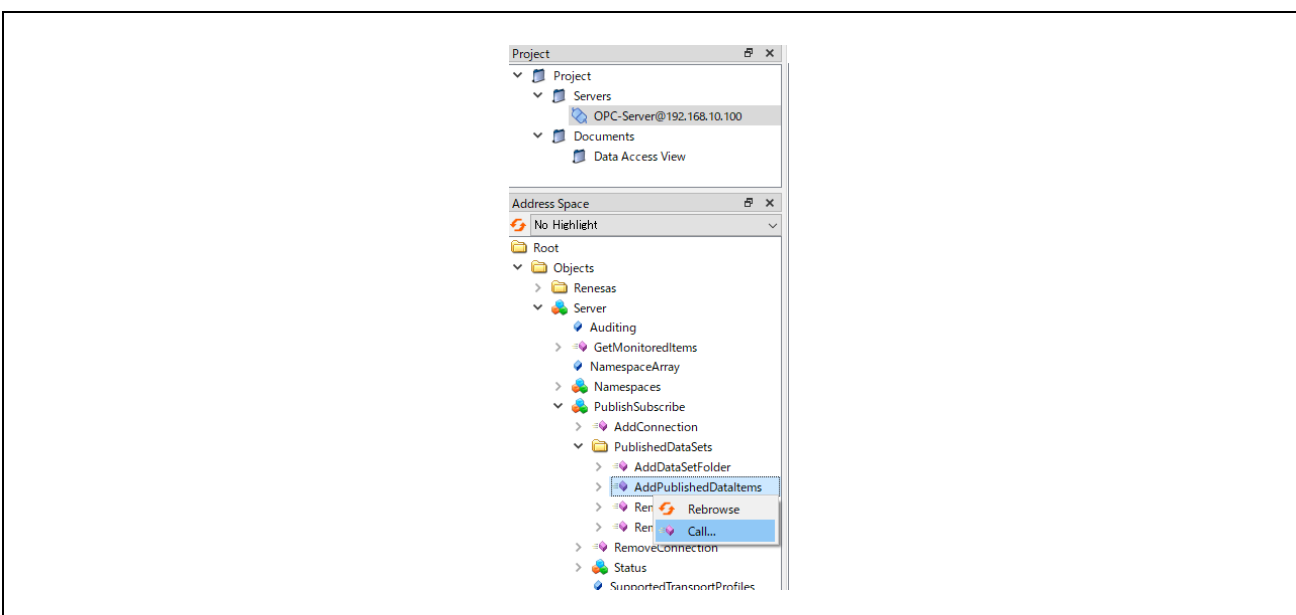 Project
Project
Servers
OPC-Server@192.168.10.100
Documents
Data Access View
Address Space
No Highlight
Root
Objects
Renesas
Server
Auditing
GetMonitoredItems
NamespaceArray
Namespaces
PublishSubscribe
AddConnection
PublishedDataSets
AddDataSetFolder
AddPublishedDataItems
Rebrowse
Call...
RemoveConnection
Status
SupportedTransportProfiles